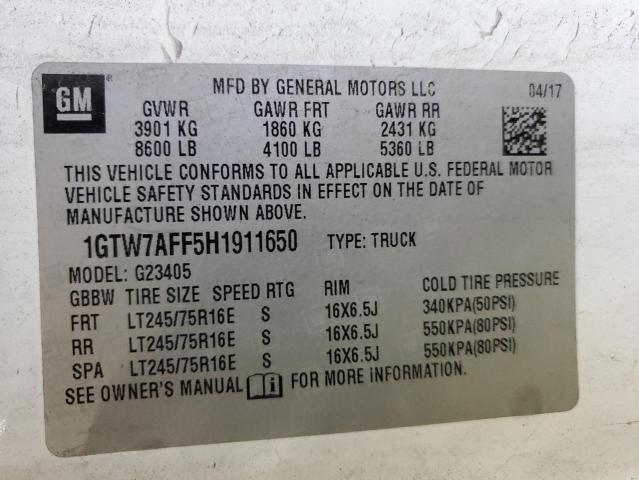 GM
MFD BY GENERAL MOTORS LLC 04/17
GVWR GAWR FRT GAWR RR
3901 KG 1860 KG 2431 KG
8600 LB 4100 LB 5360 LB
THIS VEHICLE CONFORMS TO ALL APPLICABLE U.S. FEDERAL MOTOR
VEHICLE SAFETY STANDARDS IN EFFECT ON THE DATE OF
MANUFACTURE SHOWN ABOVE.
1GTW7AFF5H1911650 TYPE: TRUCK
MODEL: G23405
GBBW TIRE SIZE SPEED RTG RIM COLD TIRE PRESSURE
FRT LT245/75R16E S 16X6.5J 340KPA(50PSI)
RR LT245/75R16E S 16X6.5J 550KPA(80PSI)
SPA LT245/75R16E S 16X6.5J 550KPA(80PSI)
SEE OWNER'S MANUAL FOR MORE INFORMATION.